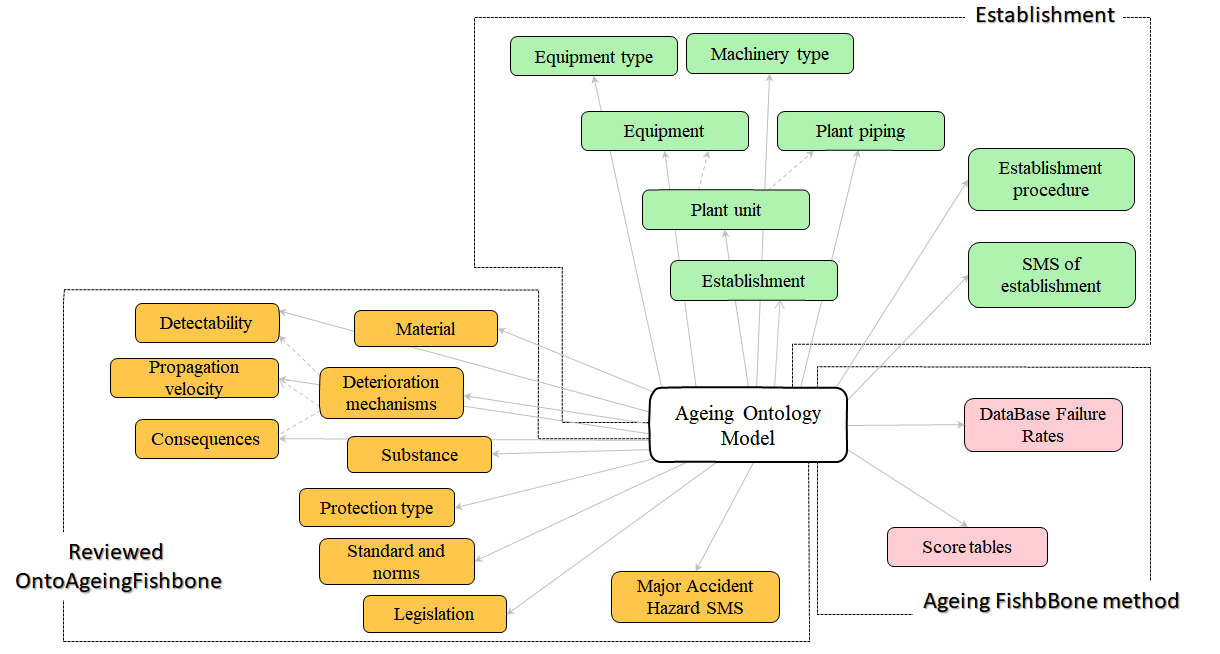 Establishment
Equipment type
Machinery type
Equipment
Plant piping
Establishment
procedure
Plant unit
SMS of
establishment
Establishment
Detectability
Material
Propagation
velocity
Deterioration
mechanisms
Consequences
Substance
Ageing Ontology
Model
DataBase Failure
Rates
Protection type
Standard and
norms
Score tables
Reviewed
OntoAgeingFishbone
Legislation
Major Accident
Hazard SMS
Ageing FishbBone method